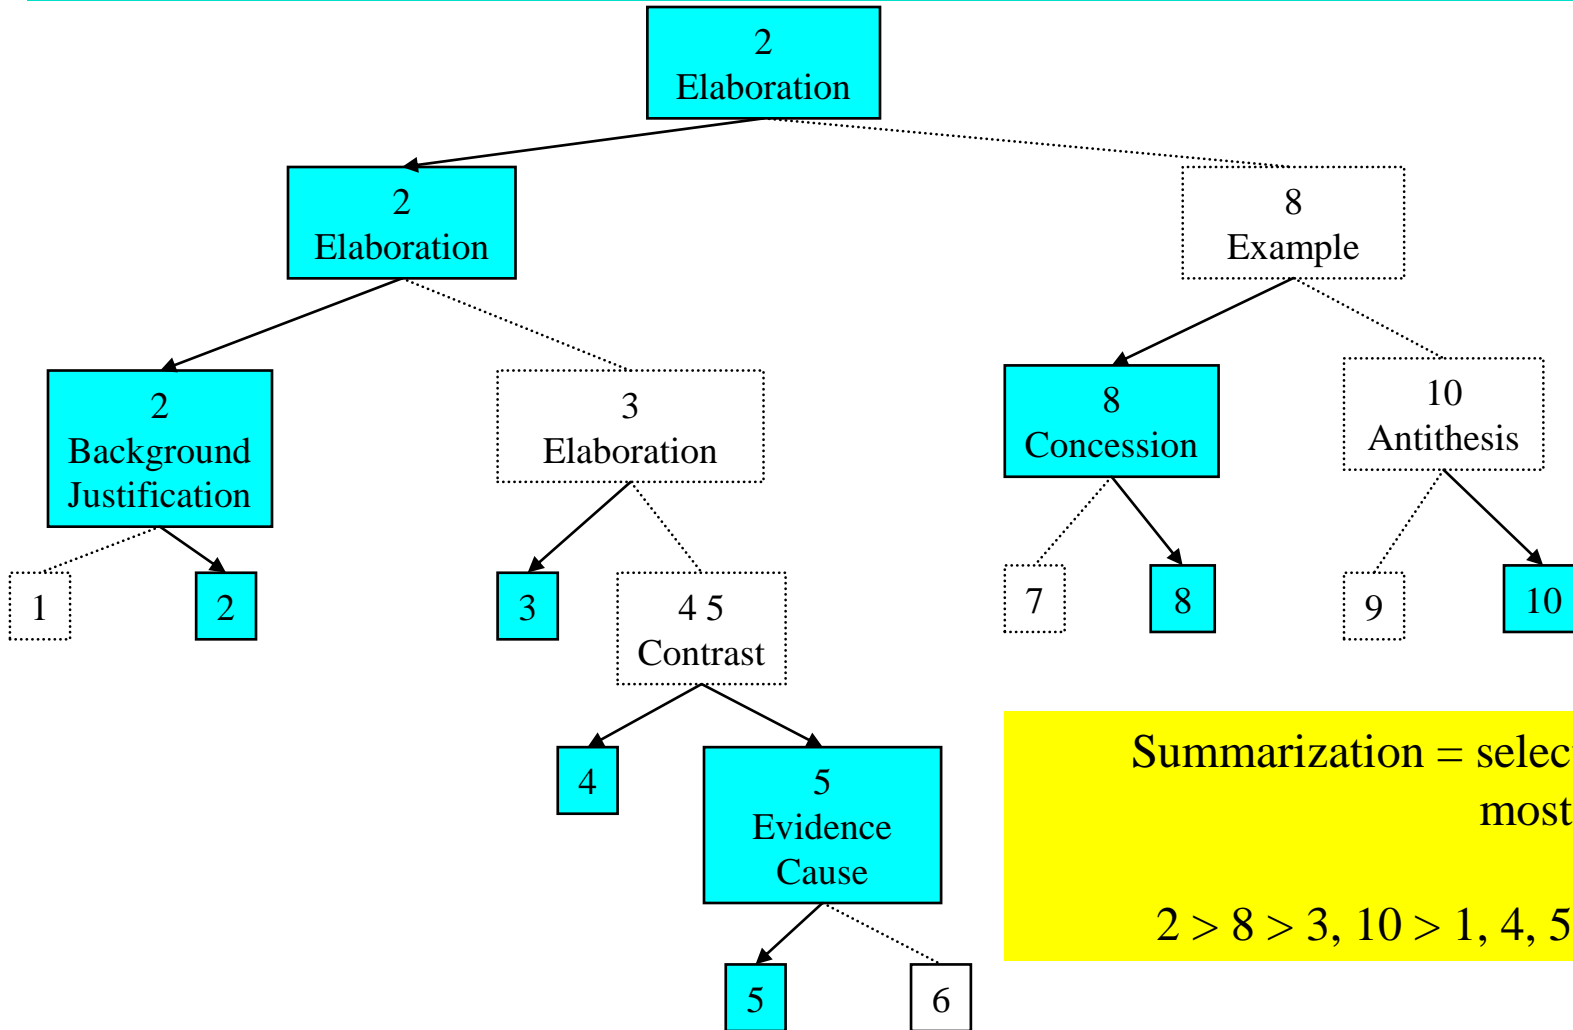 2
Elaboration
2
Elaboration
8
Example
2
Background
Justification
3
Elaboration
8
Concession
10
Antithesis
1
2
3
4 5
Contrast
7
8
9
10
4
5
Evidence
Cause
Summarization = selec
most
2 > 8 > 3, 10 > 1, 4, 5
5
6